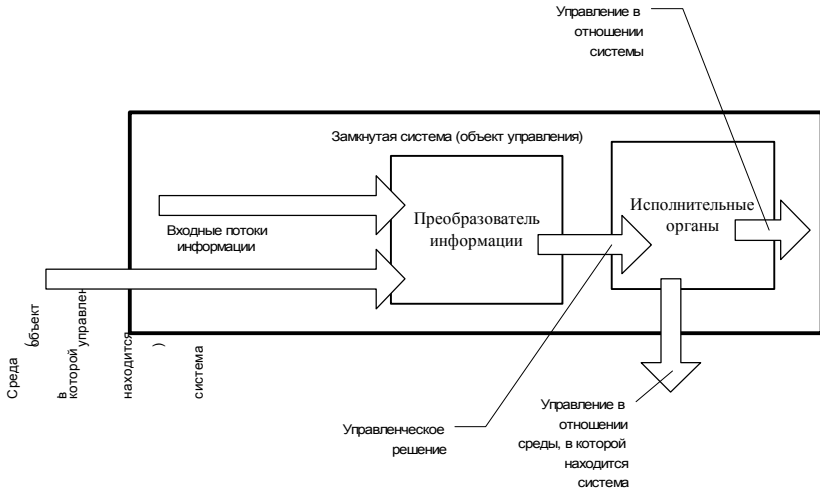 Управление в
отношении
системы
Замкнутая система (объект управления)
Преобразователь
информации
Исполнительные
органы
Входные потоки
информации
Среда (объект
в которой управлен
находится )
система
Управленческое
решение
Управление в
отношении
среды, в которой
находится
система